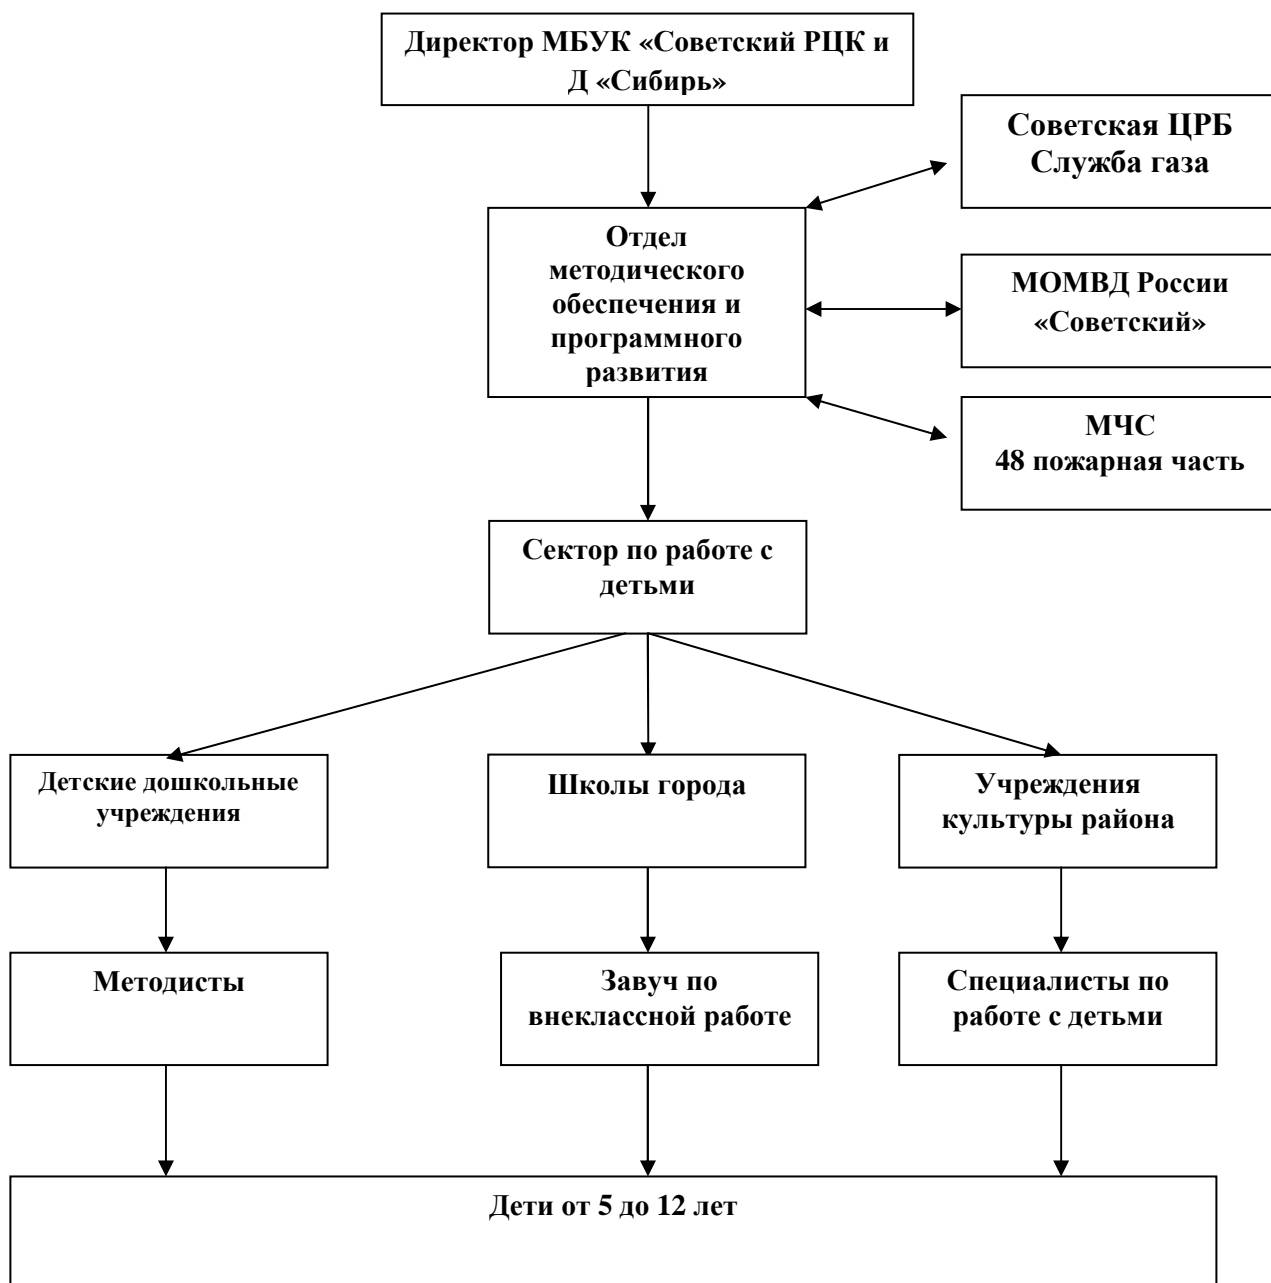 Директор МБУК «Советский РЦК и
Д «Сибирь»
Советская ЦРБ
Служба газа
Отдел
методического
обеспечения и
программного
развития
МОМВД России
«Советский»
МЧС
48 пожарная часть
Сектор по работе с
детьми
Детские дошкольные
учреждения
Школы города
Учреждения
культуры района
Методисты
Завуч по
внеклассной работе
Специалисты по
работе с детьми
Дети от 5 до 12 лет